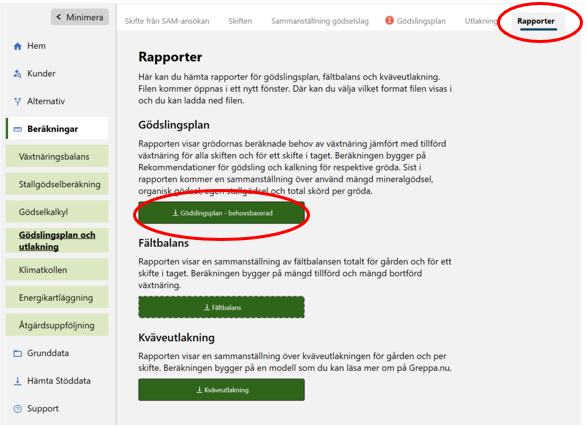 Minimera
Hem
Kunder
Alternativ
Beräkningar
Växtnäringsbalans
Stallgödselberäkning
Gödselkalkyl
Gödslingsplan och
utlakning
Klimatkollen
Energikartläggning
Åtgärdsuppföljning
Grunddata
Hämta Stöddata
Support
Skifte från SAM-ansökan Skiften Sammanställning gödselslag Gödslingsplan Utlakning Rapporter
Rapporter
Här kan du hämta rapporter för gödslingsplan, fältbalans och kväveutlakning.
Filen kommer öppnas i ett nytt fönster. Där kan du välja vilket format filen visas i
och du kan ladda ned filen.
Gödslingsplan
Rapporten visar grödornas beräknade behov av växtnäring jämfört med tillförd
växtnäring för alla skiften och för ett skifte i taget. Beräkningen bygger på
Rekommendationer för gödsling och kalkning för respektive gröda. Sist i
rapporten kommer en sammanställning över använd mängd mineralgödsel,
organisk gödsel, egen stallgödsel och total skörd per gröda.
Gödslingsplan - behovsbaserad
Fältbalans
Rapporten visar en sammanställning av fältbalansen totalt för gården och för ett
skifte i taget. Beräkningen bygger på mängd tillförd och mängd bortförd
växtnäring.
Fältbalans
Kväveutlakning
Rapporten visar en sammanställning över kväveutlakningen för gården och per
skifte. Beräkningen bygger på en modell som du kan läsa mer om på Greppa.nu.
Kväveutlakning